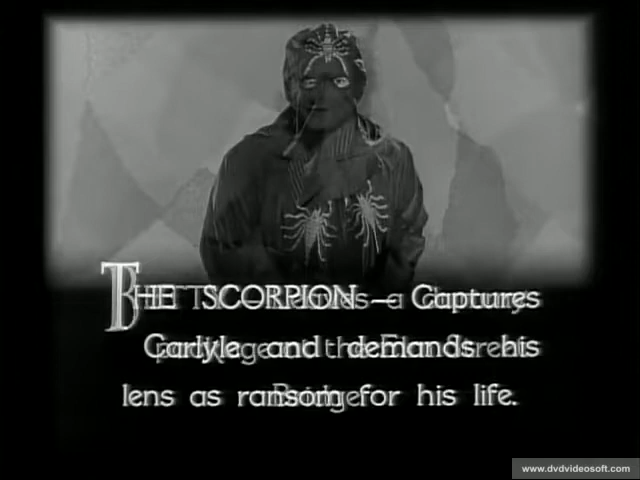 THE SCORPION – Captures
Carlyle and demands his
lens as ransom for his life.
www.dvdvideosoft.com